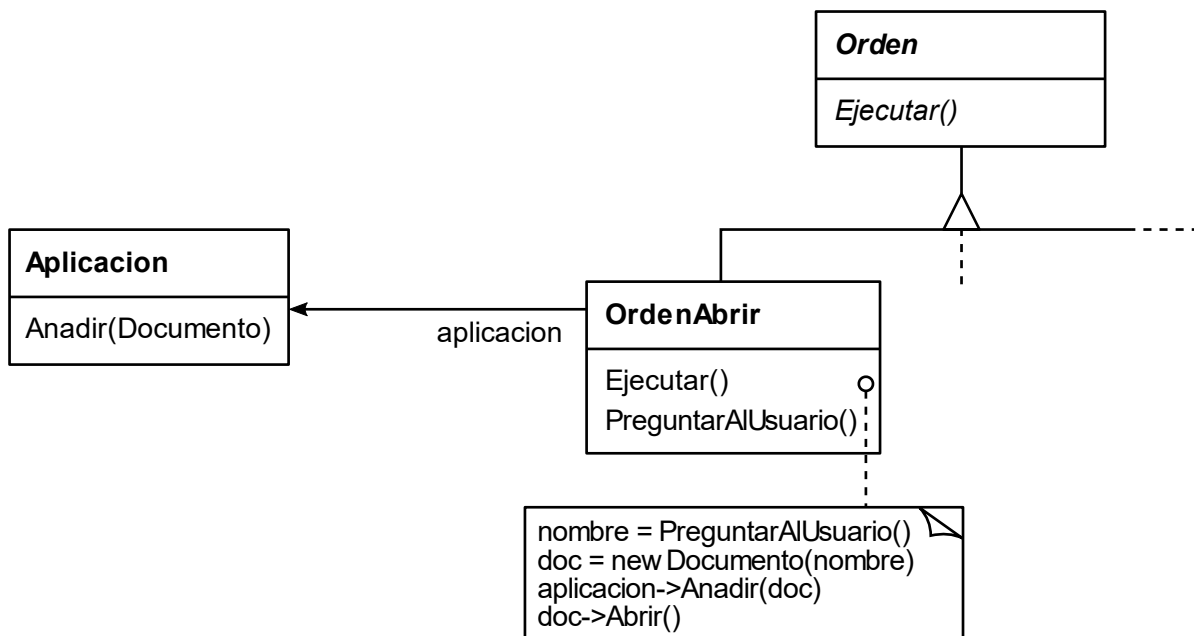 Orden
Ejecutar()
Aplicacion
Anadir(Documento)
aplicacion
OrdenAbrir
Ejecutar()
PreguntarAlUsuario()
nombre = PreguntarAlUsuario()
doc = new Documento(nombre)
aplicacion->Anadir(doc)
doc->Abrir()